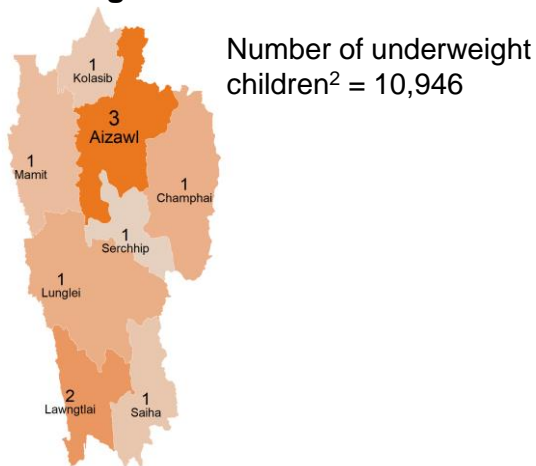 Number of underweight
children² = 10,946
1
Kolasib
3
Aizawl
1
Mamit
1
Champhai
1
Serchhip
1
Lunglei
2
Lawngtlai
1
Saiha